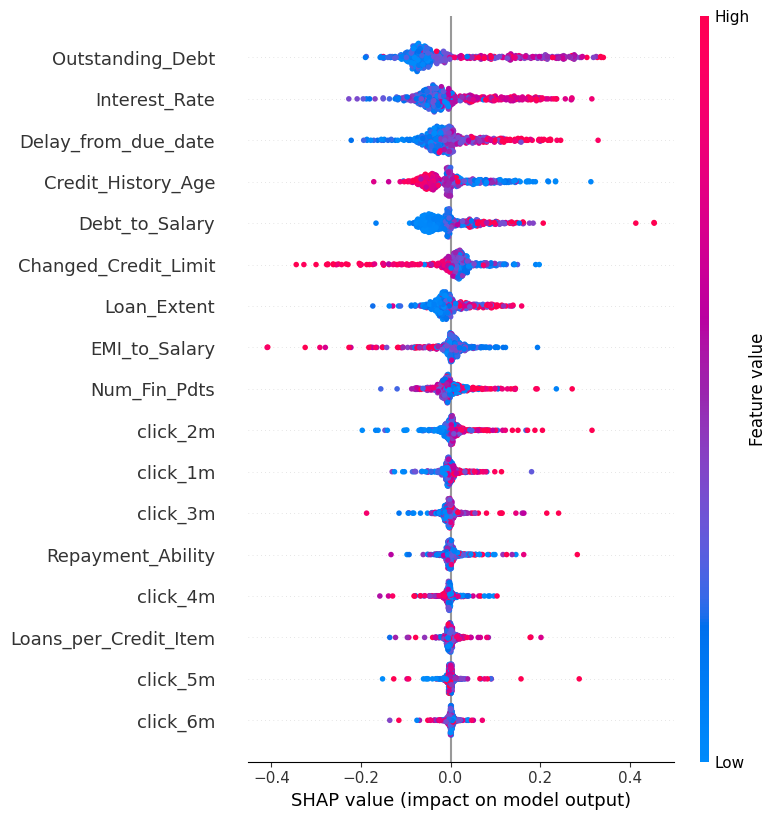 High
Outstanding_Debt
Interest_Rate
Delay_from_due_date
Credit_History_Age
Debt_to_Salary
Changed_Credit_Limit
Loan_Extent
EMI_to_Salary
Num_Fin_Pdts
click_2m
click_1m
click_3m
Repayment_Ability
click_4m
Loans_per_Credit_Item
click_5m
click_6m
Feature value
Low
−0.4 −0.2 0.0 0.2 0.4
SHAP value (impact on model output)